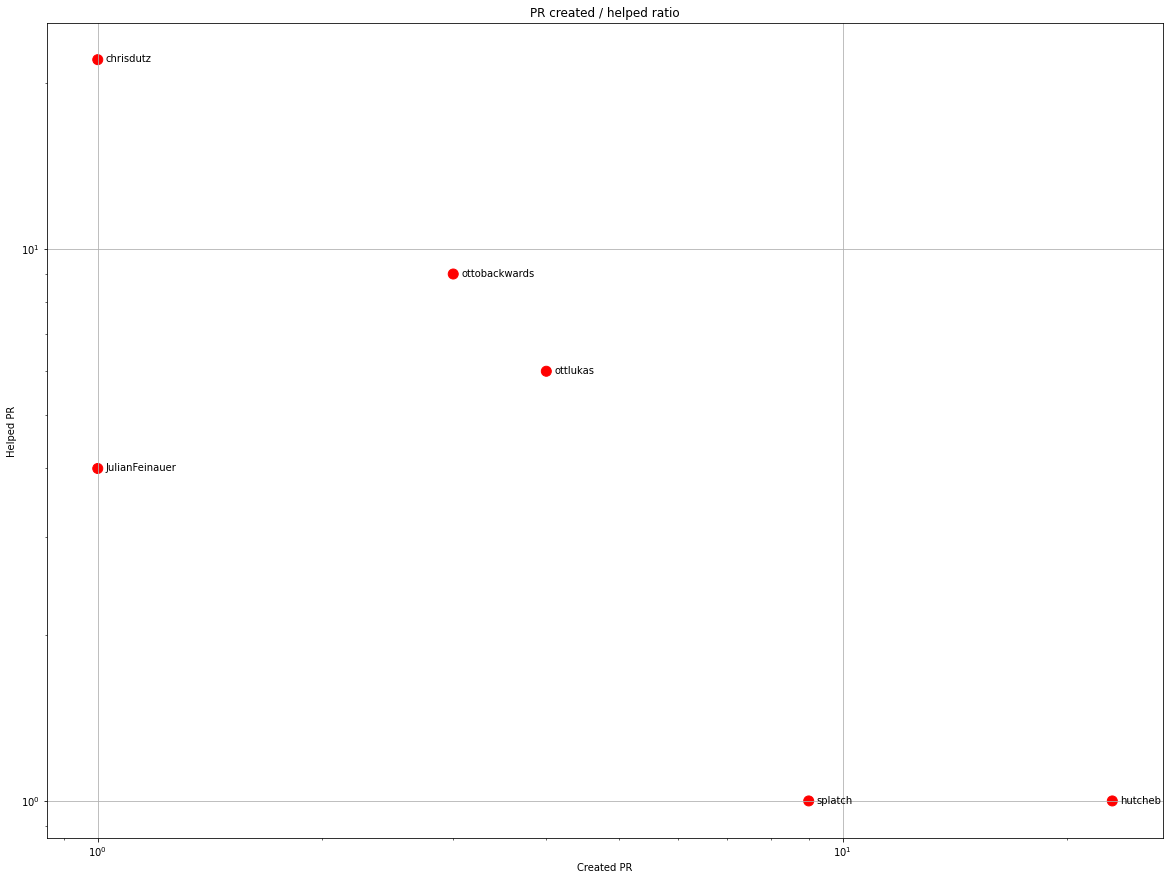 PR created / helped ratio
chrisdutz
10¹
ottobackwards
ottlukas
Helped PR
JulianFeinauer
10⁰
splatch
hutcheb
10⁰
10¹
Created PR